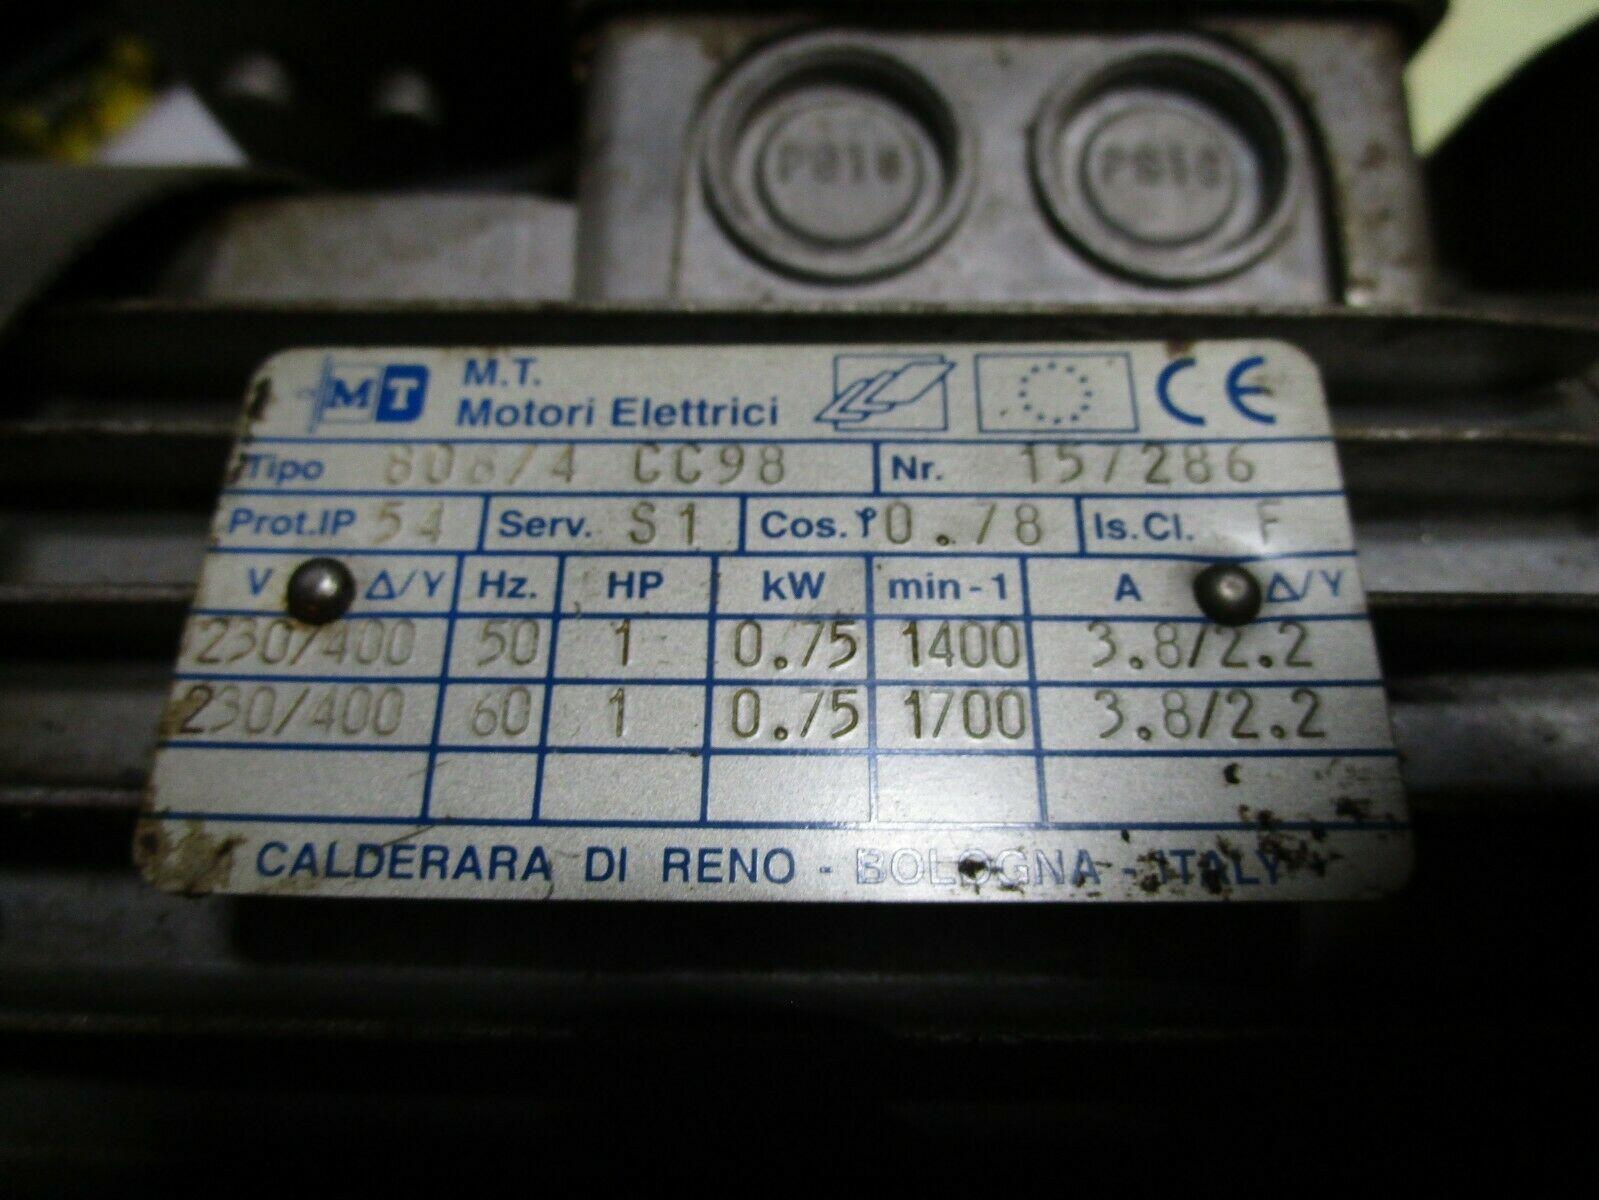 MT M.T.
Motori Elettrici CE
Tipo 80B/4 CC98 Nr. 157286
Prot.IP 54 Serv. S1 Cos.φ 0.78 Is.Cl. F
V Δ/Y Hz. HP kW min-1 A Δ/Y
230/400 50 1 0.75 1400 3.8/2.2
230/400 60 1 0.75 1700 3.8/2.2
CALDERARA DI RENO - BOLOGNA - ITALY